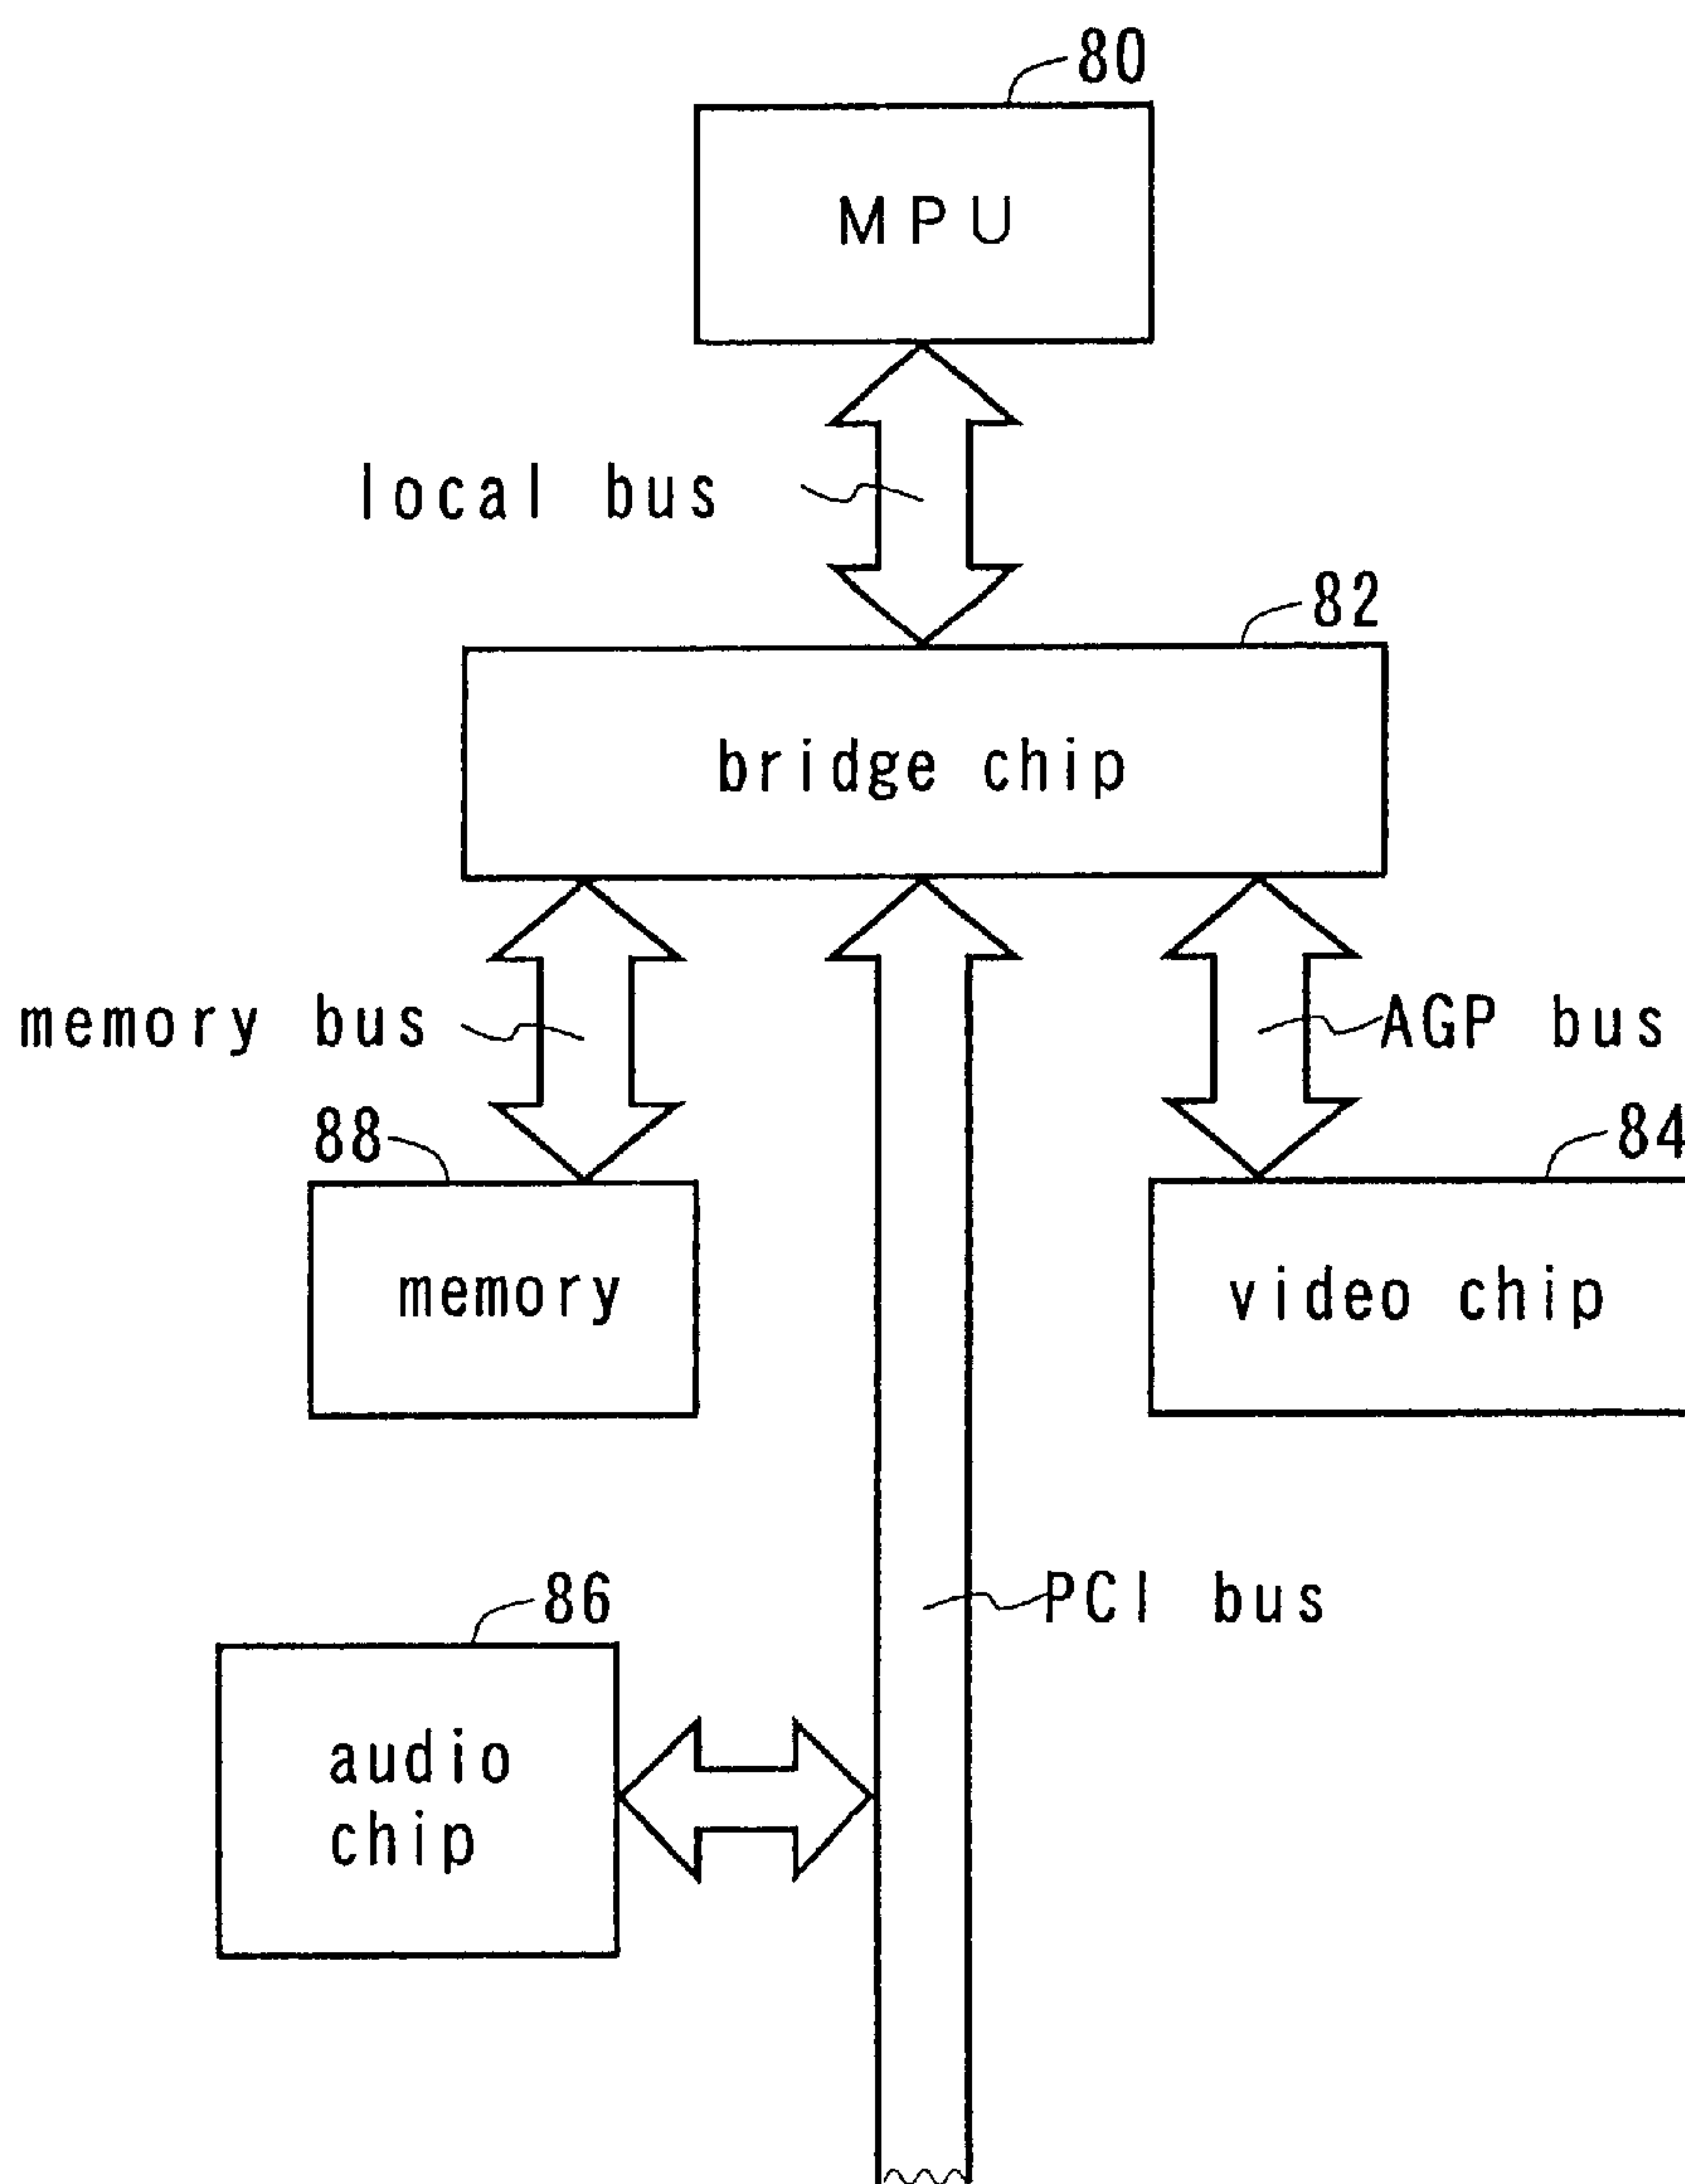 80
MPU
local bus
82
bridge chip
memory bus
AGP bus
88
84
memory
video chip
86
PCI bus
audio
chip